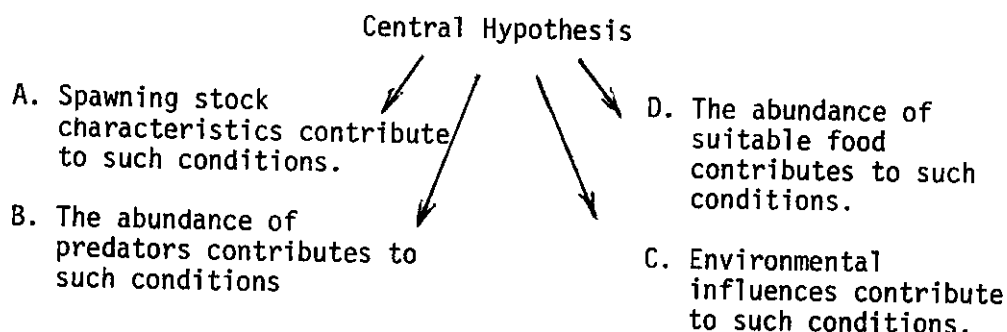 Central Hypothesis
A. Spawning stock
characteristics contribute
to such conditions.
B. The abundance of
predators contributes to
such conditions
D. The abundance of
suitable food
contributes to such
conditions.
C. Environmental
influences contribute
to such conditions.